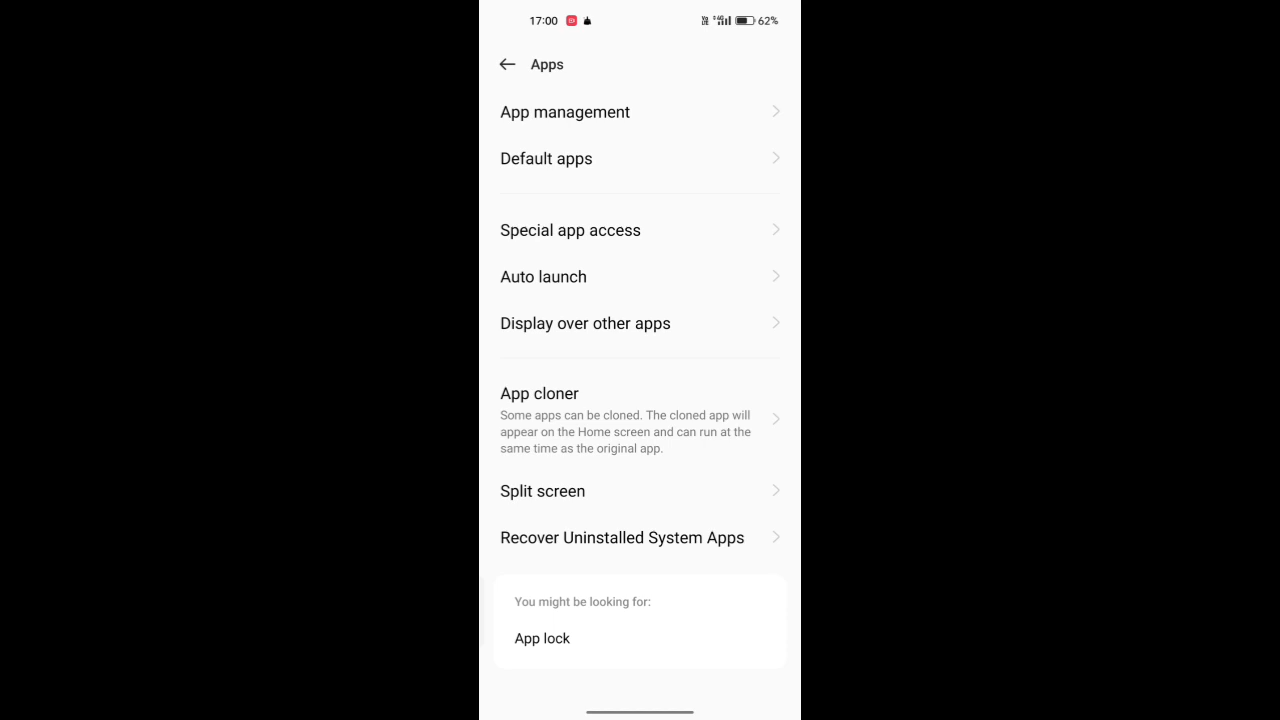 17:00 62%
Apps
App management
Default apps
Special app access
Auto launch
Display over other apps
App cloner
Some apps can be cloned. The cloned app will
appear on the Home screen and can run at the
same time as the original app.
Split screen
Recover Uninstalled System Apps
You might be looking for:
App lock